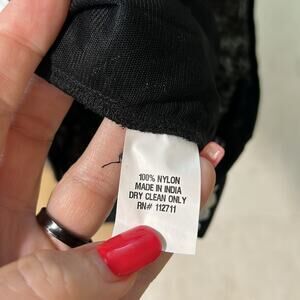 100% NYLON
MADE IN INDIA
DRY CLEAN ONLY
RN# 112711